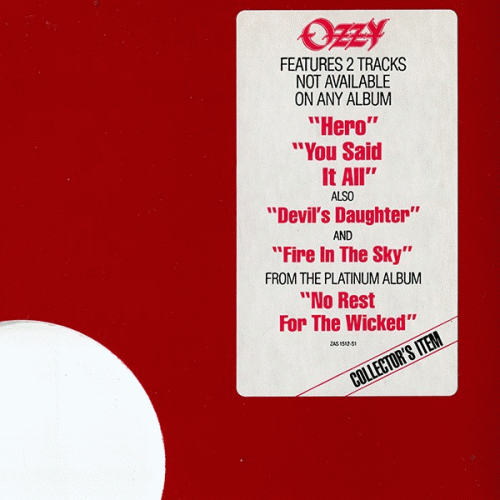 OZZY
FEATURES 2 TRACKS
NOT AVAILABLE
ON ANY ALBUM
"Hero"
"You Said
It All"
ALSO
"Devil's Daughter"
AND
"Fire In The Sky"
FROM THE PLATINUM ALBUM
"No Rest
For The Wicked"
ZAS 1512-S1
COLLECTOR'S ITEM